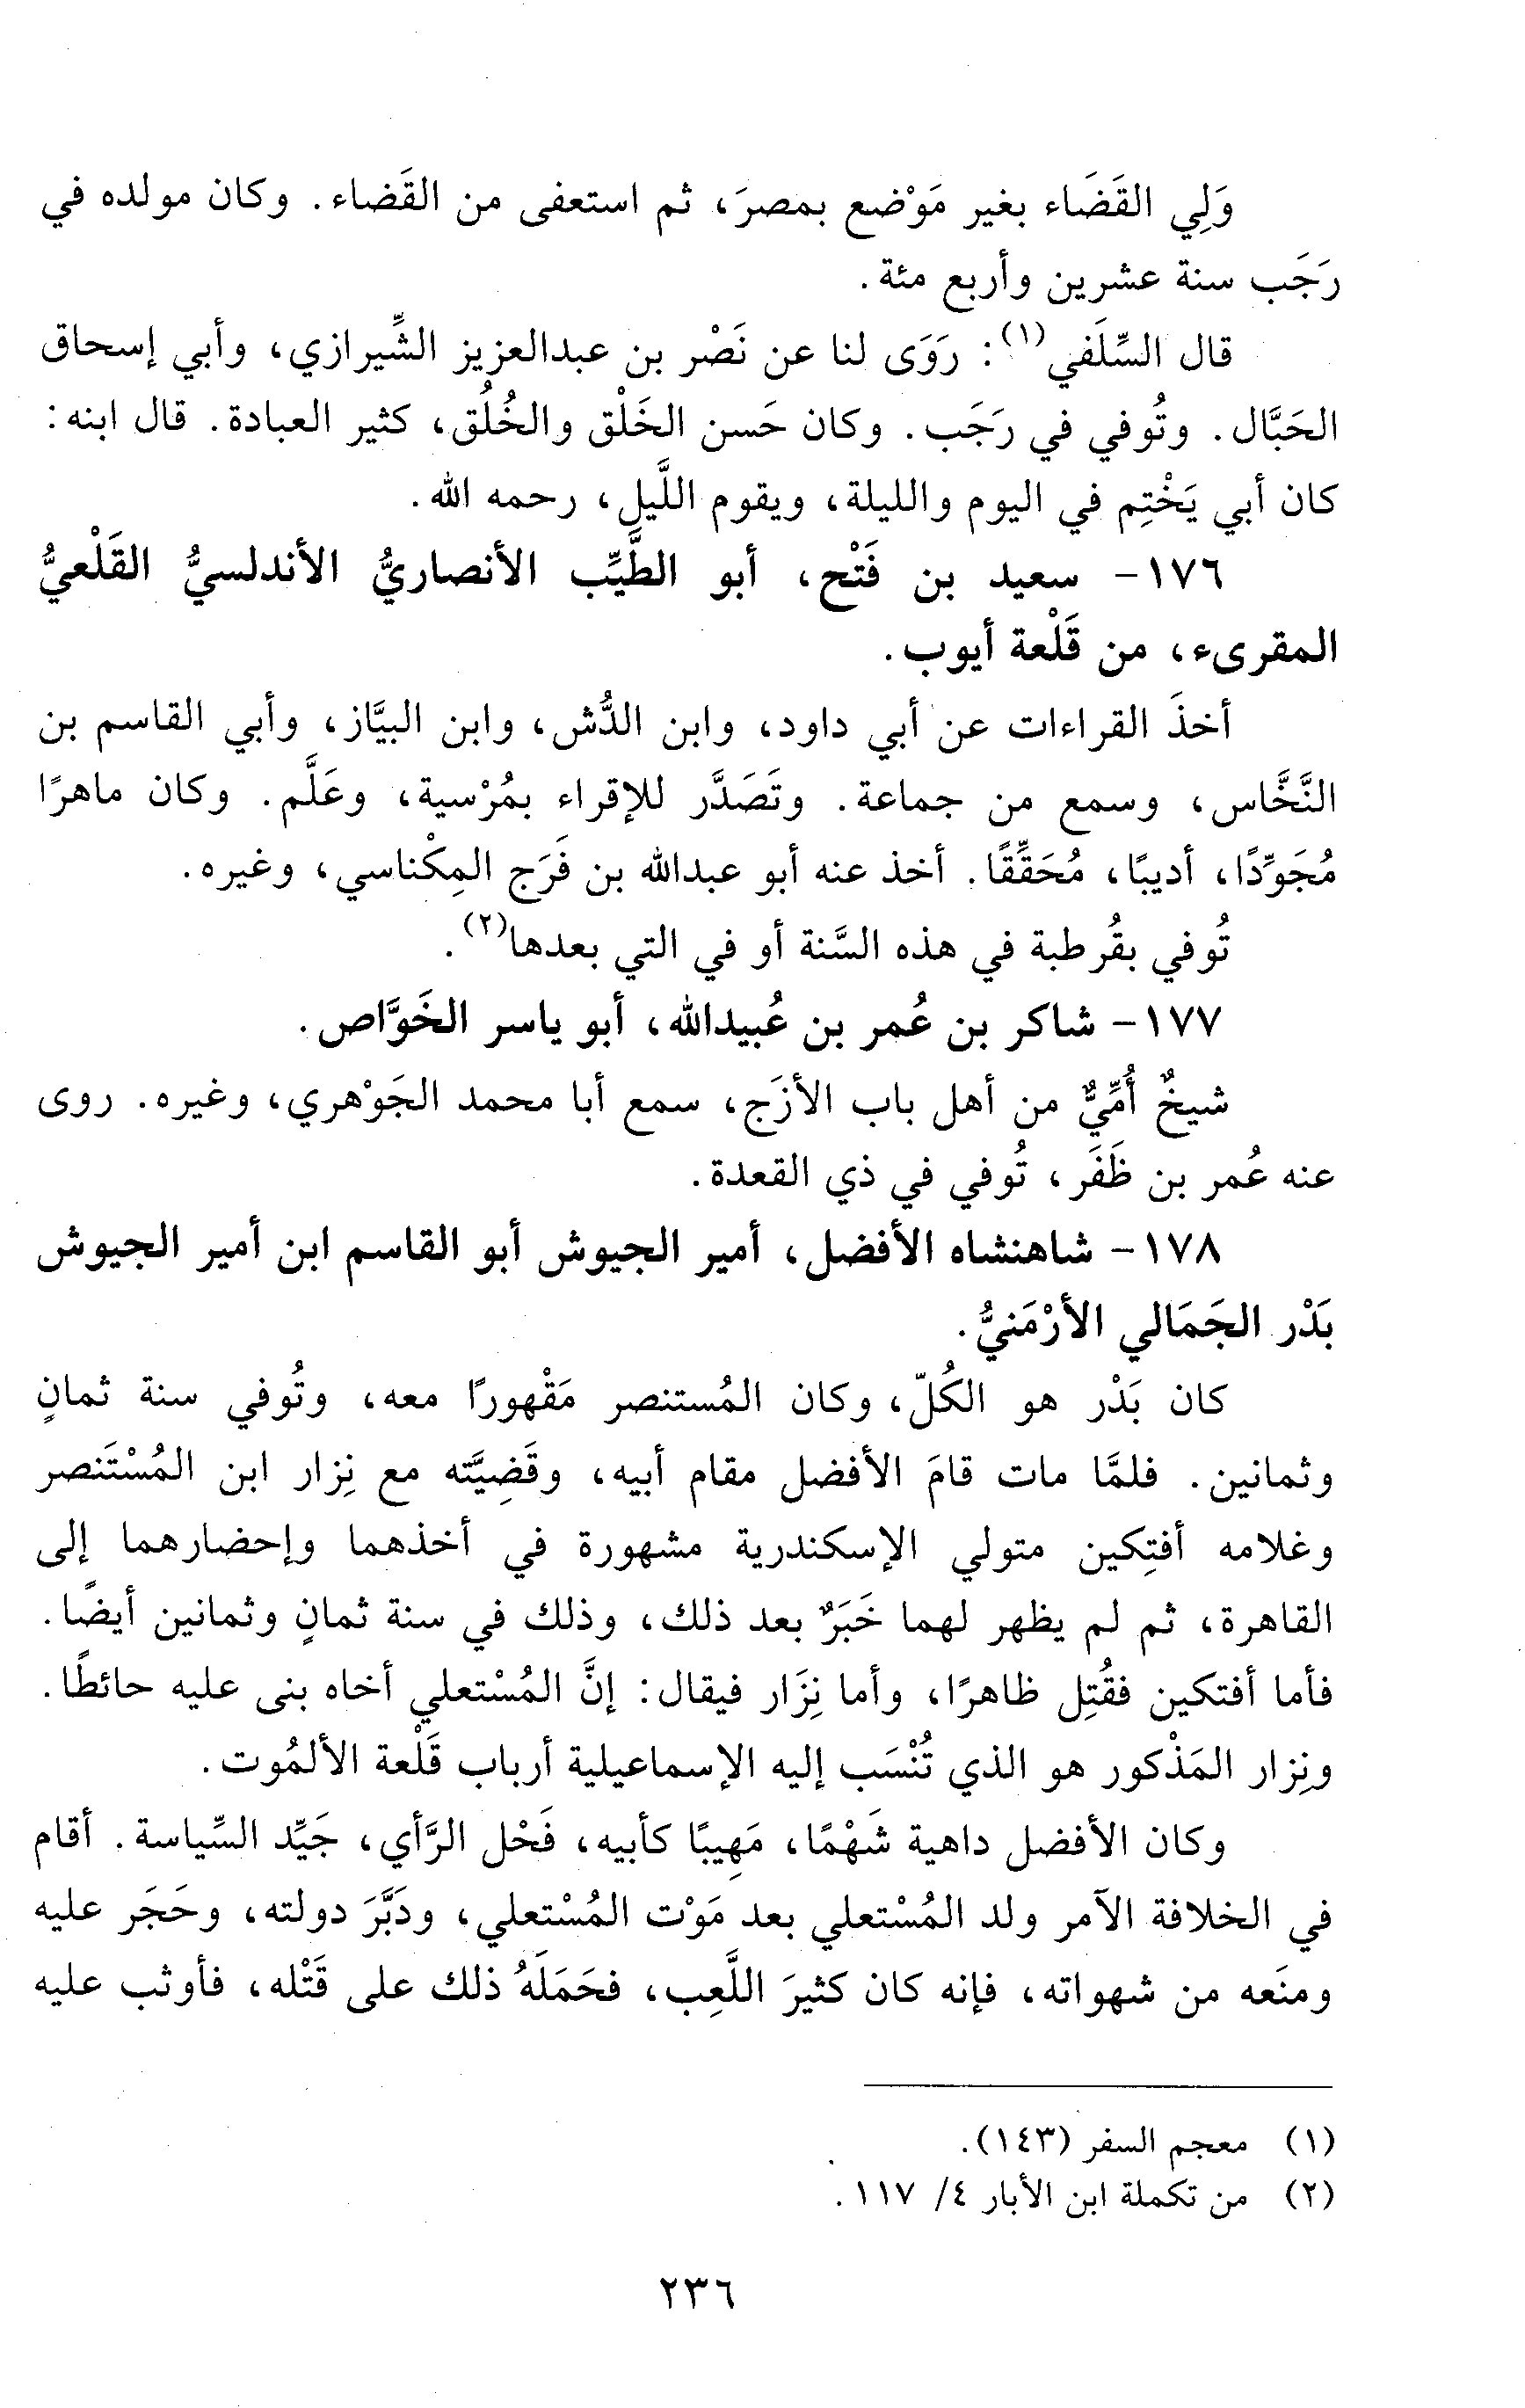 وَلِي القَضَاء بغير مَوْضع بمصرَ، ثم استعفى من القَضاء. وكان مولده في
رَجَب سنة عشرين وأربع مئة.
قال السِّلَفي(١): رَوَى لنا عن نَصْر بن عبدالعزيز الشِّيرازي، وأبي إسحاق
الحَبَّال. وتُوفي في رَجَب. وكان حَسن الخَلْق والخُلُق، كثير العبادة. قال ابنه:
كان أبي يَخْتِم في اليوم والليلة، ويقوم اللَّيل، رحمه الله.
١٧٦- سعيد بن فَتْح، أبو الطَّيِّب الأنصاريُّ الأندلسيُّ القَلْعيُّ
المقرىء، من قَلْعة أيوب.
أخذَ القراءات عن أبي داود، وابن الدُّش، وابن البيَّاز، وأبي القاسم بن
النَّخَّاس، وسمع من جماعة. وتَصَدَّر للإقراء بمُرْسية، وعَلَّم. وكان ماهرًا
مُجَوِّدًا، أديبًا، مُحَقِّقًا. أخذ عنه أبو عبدالله بن فَرَج المِكْناسي، وغيره.
تُوفي بقُرطبة في هذه السَّنة أو في التي بعدها(٢).
١٧٧- شاكر بن عُمر بن عُبيدالله، أبو ياسر الخَوَّاص.
شيخٌ أُمِّيٌّ من أهل باب الأزَج، سمع أبا محمد الجَوْهري، وغيره. روى
عنه عُمر بن ظَفَر، تُوفي في ذي القعدة.
١٧٨- شاهنشاه الأفضل، أمير الجيوش أبو القاسم ابن أمير الجيوش
بَدْر الجَمَالي الأرْمَنيُّ.
كان بَدْر هو الكُلّ، وكان المُستنصر مَقْهورًا معه، وتُوفي سنة ثمانٍ
وثمانين. فلمَّا مات قامَ الأفضل مقام أبيه، وقَضِيَّته مع نِزار ابن المُسْتَنصر
وغلامه أفتِكين متولي الإسكندرية مشهورة في أخذهما وإحضارهما إلى
القاهرة، ثم لم يظهر لهما خَبَرٌ بعد ذلك، وذلك في سنة ثمانٍ وثمانين أيضًا.
فأما أفتكين فقُتِل ظاهرًا، وأما نِزَار فيقال: إنَّ المُسْتعلي أخاه بنى عليه حائطًا.
ونِزار المَذْكور هو الذي تُنْسَب إليه الإسماعيلية أرباب قَلْعة الألمُوت.
وكان الأفضل داهية شَهْمًا، مَهِيبًا كأبيه، فَحْل الرَّأي، جَيِّد السِّياسة. أقام
في الخلافة الآمر ولد المُسْتعلي بعد مَوْت المُسْتعلي، ودَبَّرَ دولته، وحَجَر عليه
ومنَعه من شهواته، فإنه كان كثيرَ اللَّعِب، فحَمَلَهُ ذلك على قَتْله، فأوثب عليه
(١) معجم السفر (١٤٣).
(٢) من تكملة ابن الأبار ٤/ ١١٧.
٢٣٦